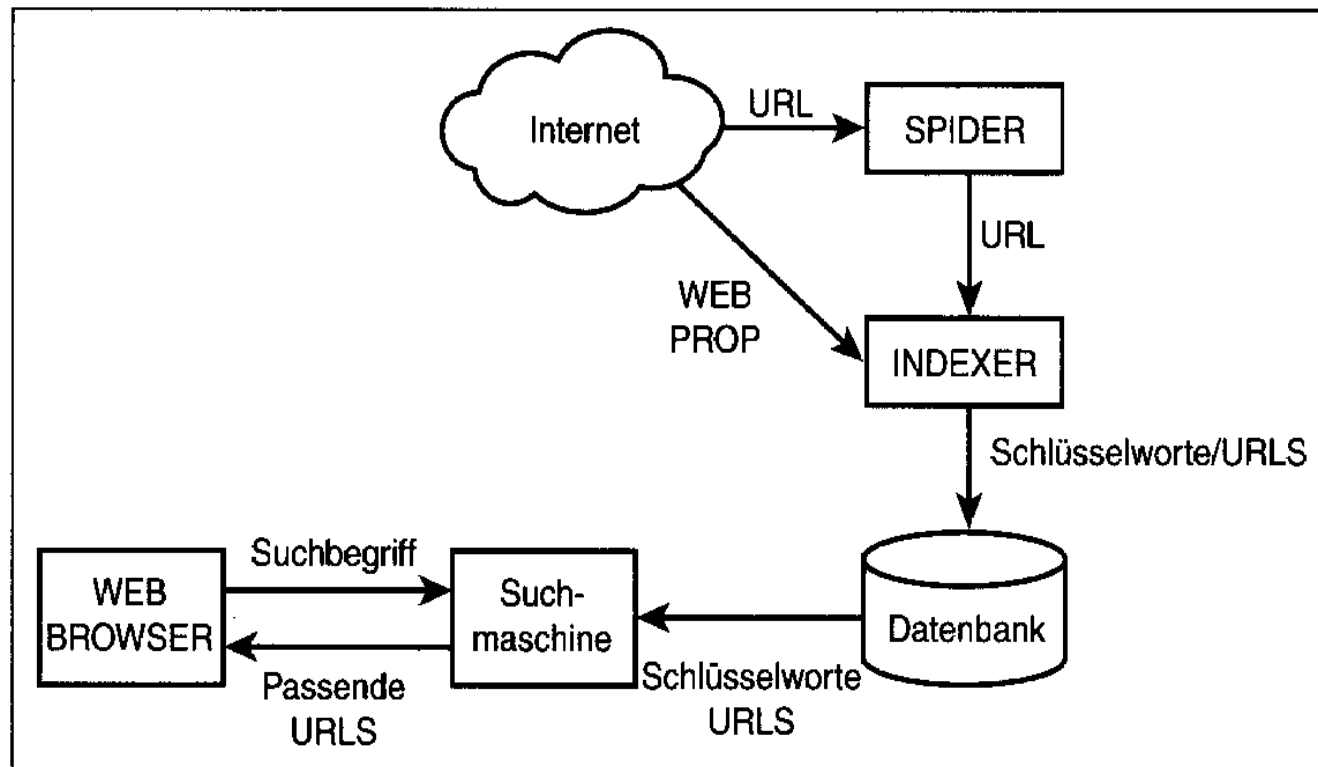 Internet
URL
SPIDER
URL
WEB
PROP
INDEXER
Schlüsselworte/URLS
WEB
BROWSER
Suchbegriff
Passende
URLS
Such-
maschine
Schlüsselworte
URLS
Datenbank